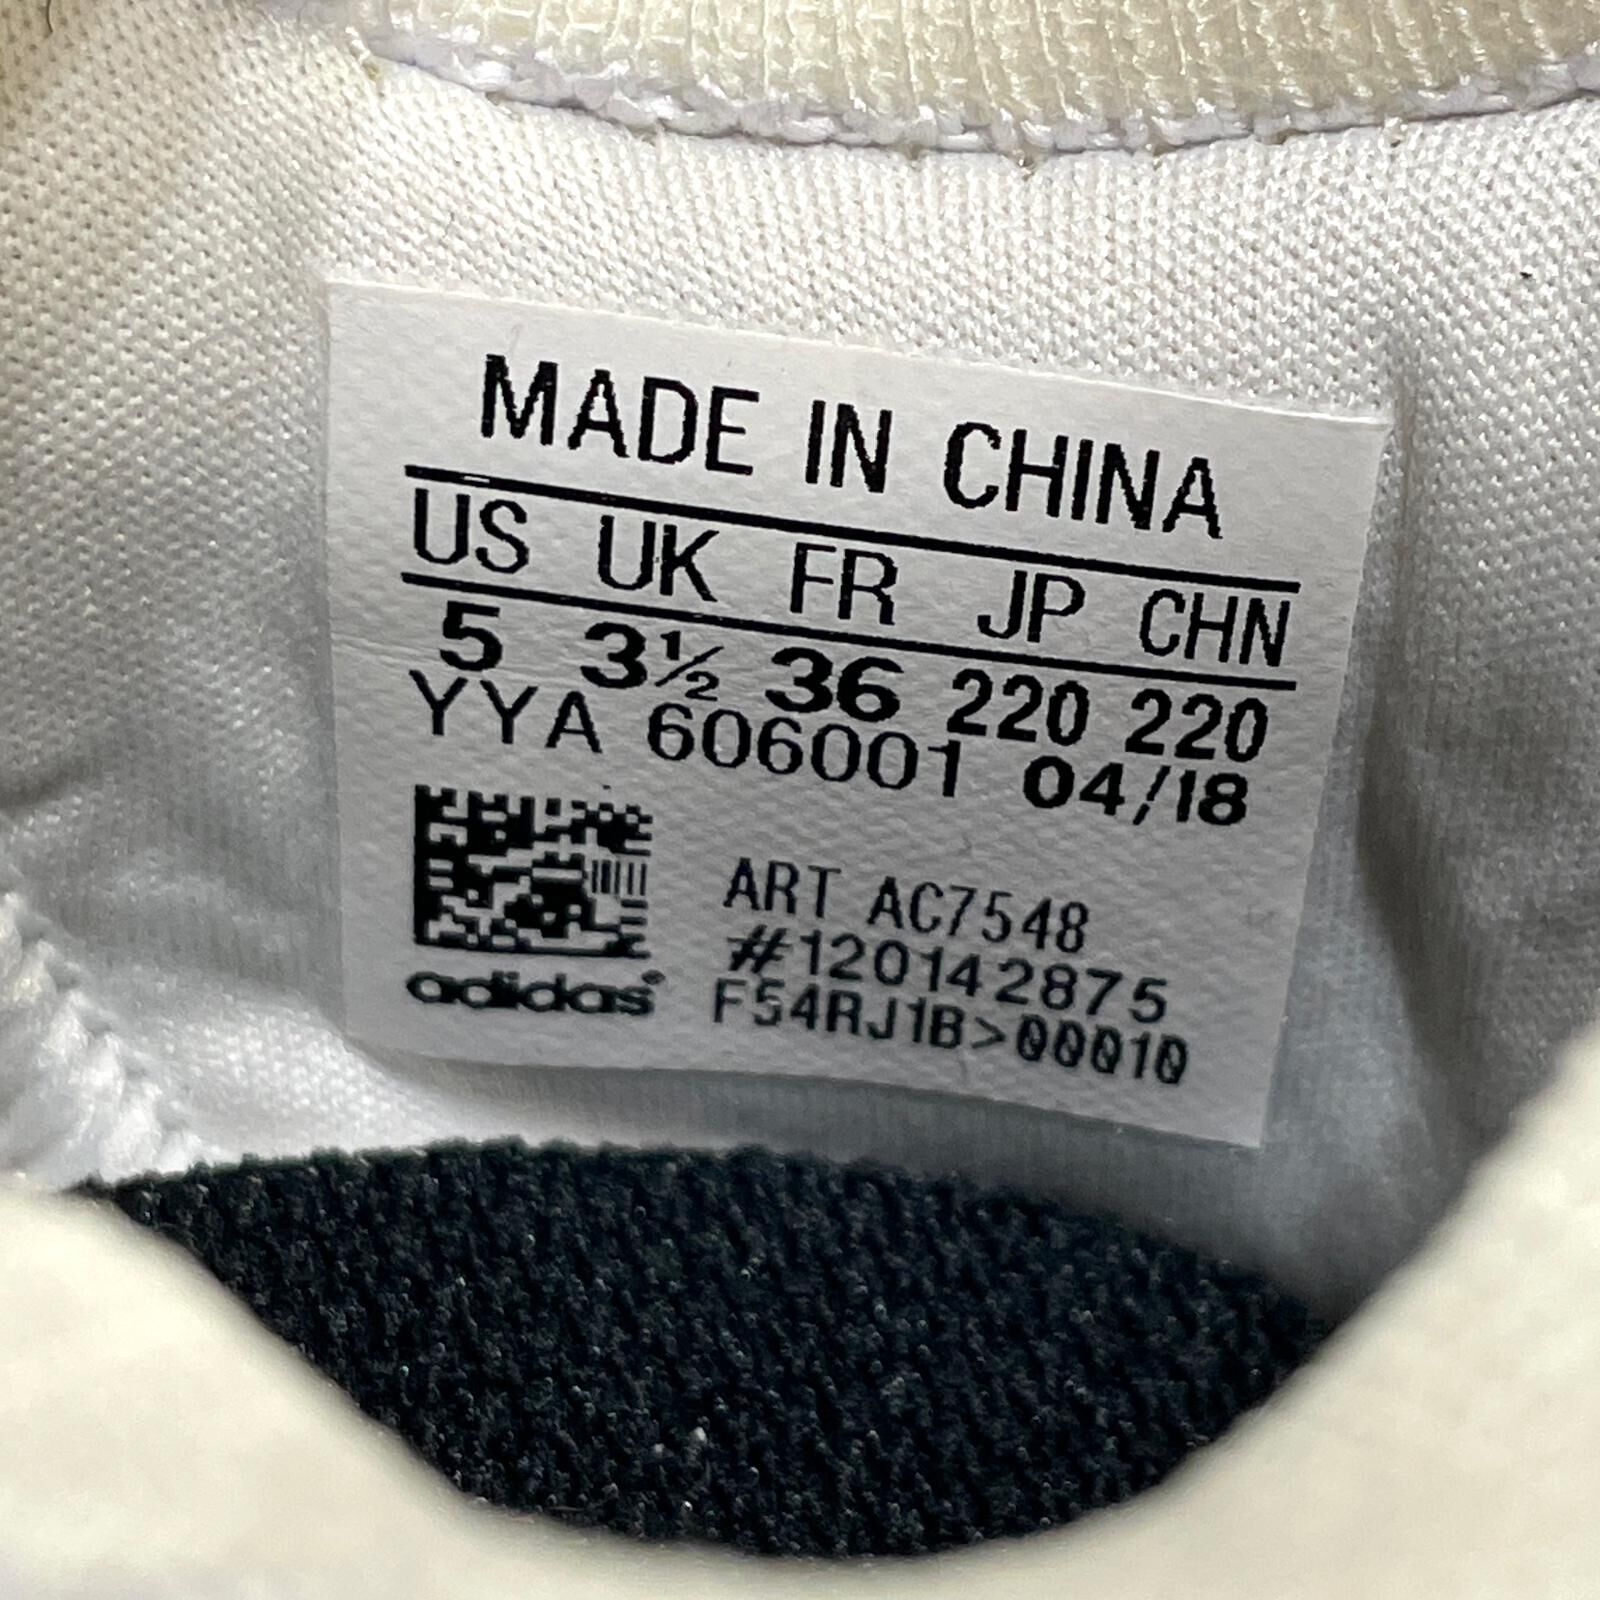 MADE IN CHINA
US UK FR JP CHN
5 3½ 36 220 220
YYA 606001 04/18
ART AC7548
#120142875
F54RJ1B>00010
adidas®